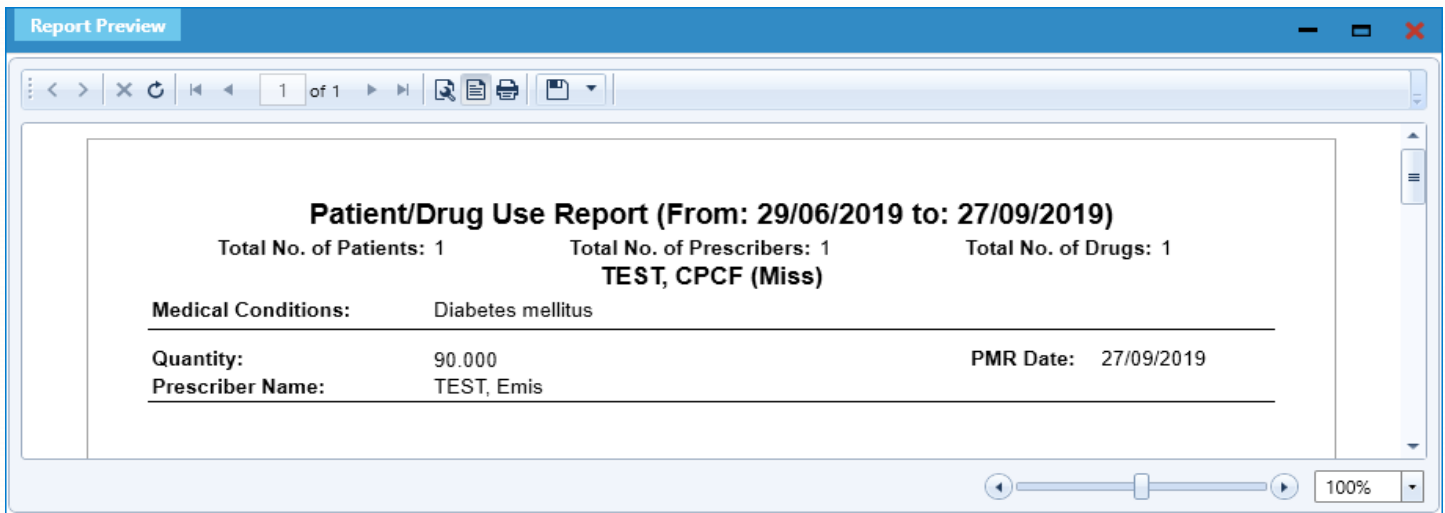 Report Preview
1 of 1
Patient/Drug Use Report (From: 29/06/2019 to: 27/09/2019)
Total No. of Patients: 1 Total No. of Prescribers: 1 Total No. of Drugs: 1
TEST, CPCF (Miss)
Medical Conditions: Diabetes mellitus
Quantity: 90.000 PMR Date: 27/09/2019
Prescriber Name: TEST, Emis
100%